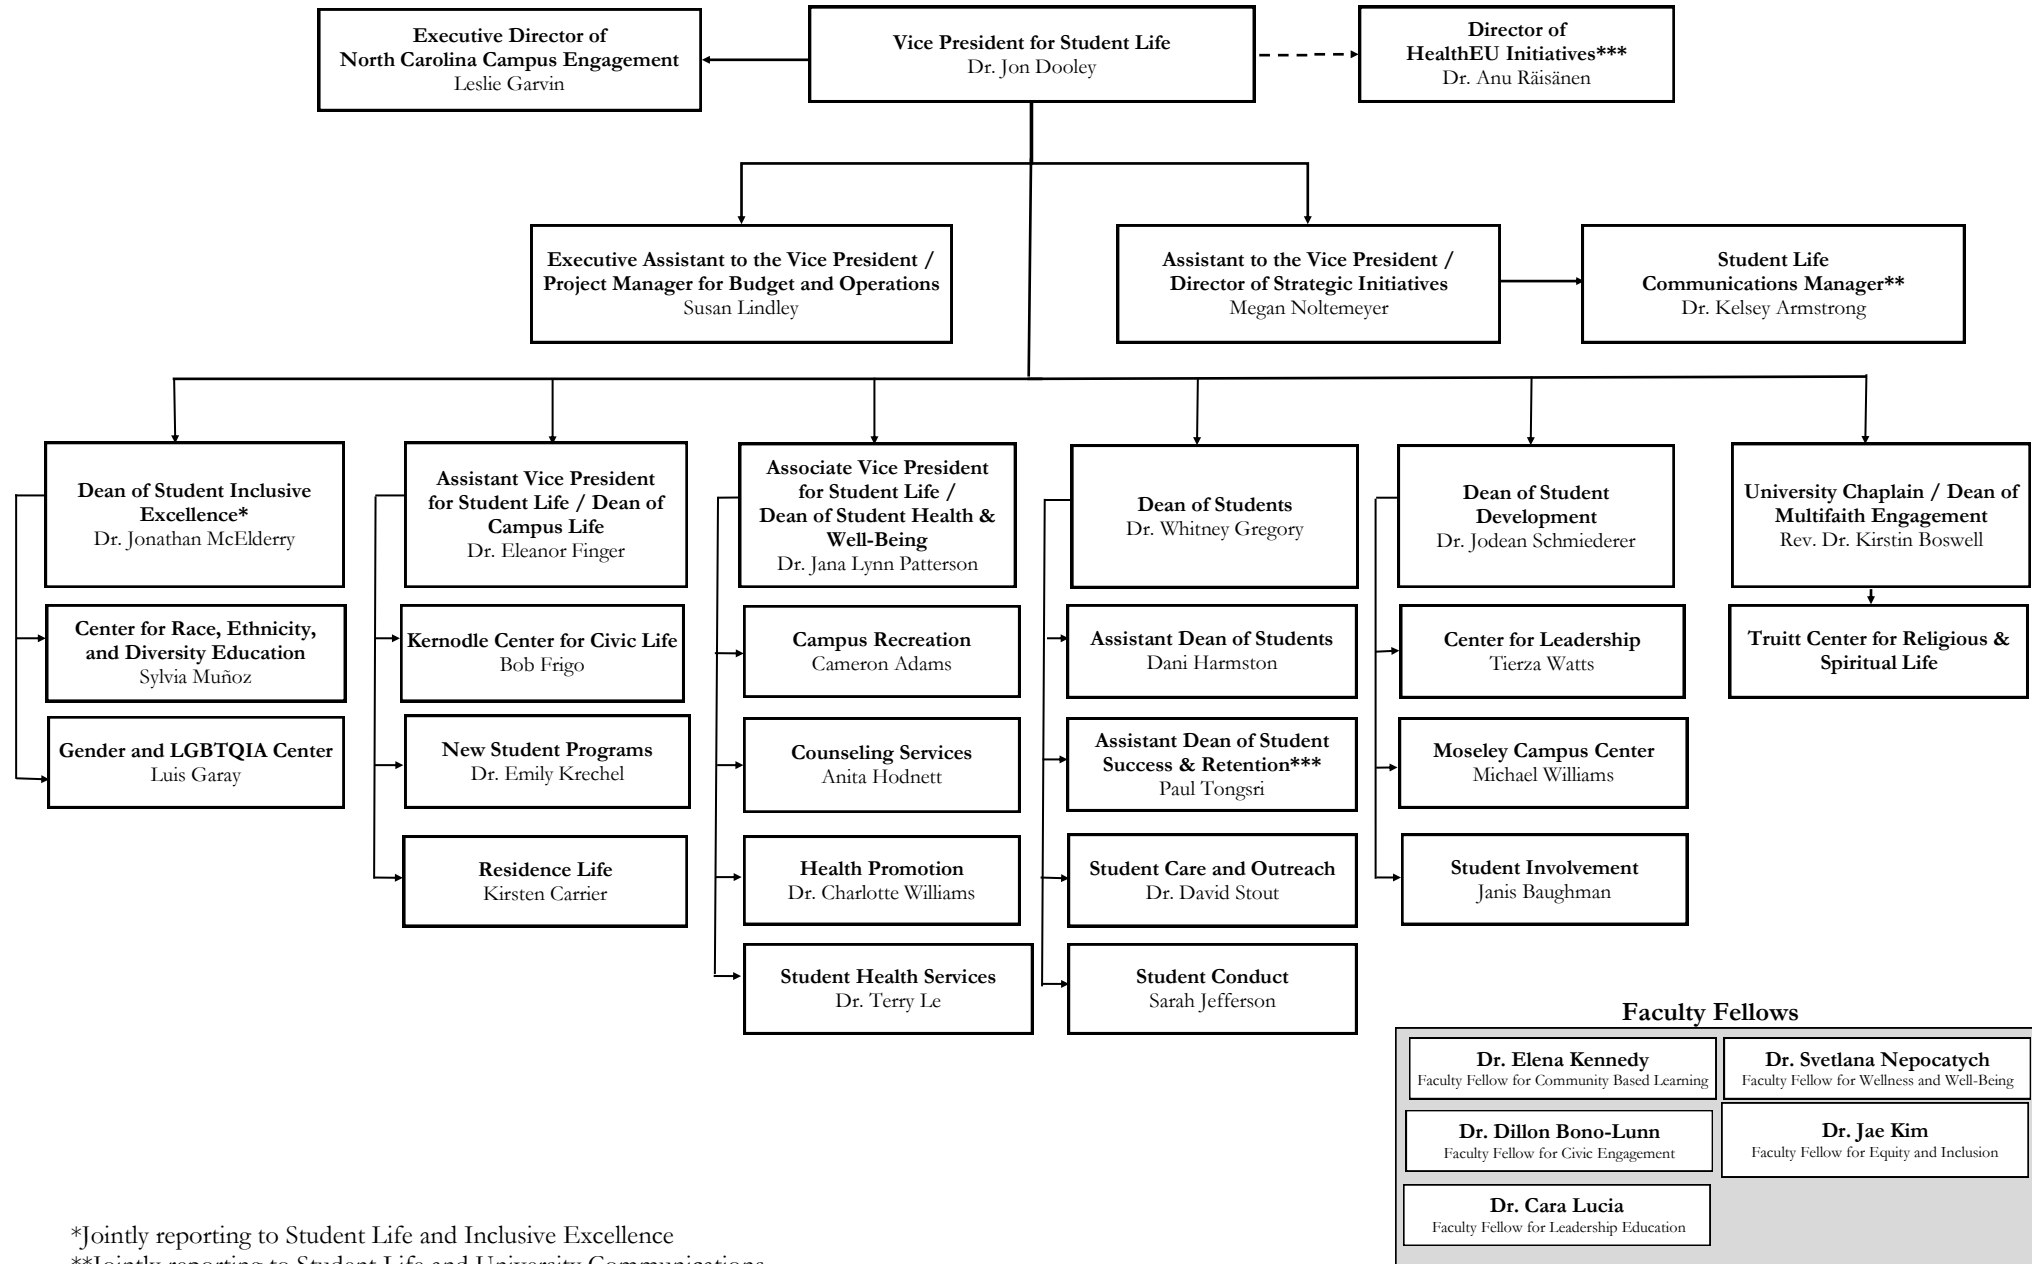 Executive Director of
North Carolina Campus Engagement
Leslie Garvin
Vice President for Student Life
Dr. Jon Dooley
Director of
HealthEU Initiatives***
Dr. Anu Räisänen
Executive Assistant to the Vice President /
Project Manager for Budget and Operations
Susan Lindley
Assistant to the Vice President /
Director of Strategic Initiatives
Megan Noltemeyer
Student Life
Communications Manager**
Dr. Kelsey Armstrong
Dean of Student Inclusive
Excellence*
Dr. Jonathan McElderry
Assistant Vice President
for Student Life / Dean of
Campus Life
Dr. Eleanor Finger
Associate Vice President
for Student Life /
Dean of Student Health &
Well-Being
Dr. Jana Lynn Patterson
Dean of Students
Dr. Whitney Gregory
Dean of Student
Development
Dr. Jodean Schmiederer
University Chaplain / Dean of
Multifaith Engagement
Rev. Dr. Kirstin Boswell
Center for Race, Ethnicity,
and Diversity Education
Sylvia Muñoz
Kernodle Center for Civic Life
Bob Frigo
Campus Recreation
Cameron Adams
Assistant Dean of Students
Dani Harmston
Center for Leadership
Tierza Watts
Truitt Center for Religious &
Spiritual Life
Gender and LGBTQIA Center
Luis Garay
New Student Programs
Dr. Emily Krechel
Counseling Services
Anita Hodnett
Assistant Dean of Student
Success & Retention***
Paul Tongsri
Moseley Campus Center
Michael Williams
Residence Life
Kirsten Carrier
Health Promotion
Dr. Charlotte Williams
Student Care and Outreach
Dr. David Stout
Student Involvement
Janis Baughman
Student Health Services
Dr. Terry Le
Student Conduct
Sarah Jefferson
Faculty Fellows
Dr. Elena Kennedy
Faculty Fellow for Community Based Learning
Dr. Svetlana Nepocatych
Faculty Fellow for Wellness and Well-Being
Dr. Dillon Bono-Lunn
Faculty Fellow for Civic Engagement
Dr. Jae Kim
Faculty Fellow for Equity and Inclusion
Dr. Cara Lucia
Faculty Fellow for Leadership Education
*Jointly reporting to Student Life and Inclusive Excellence
**Jointly reporting to Student Life and University Communications